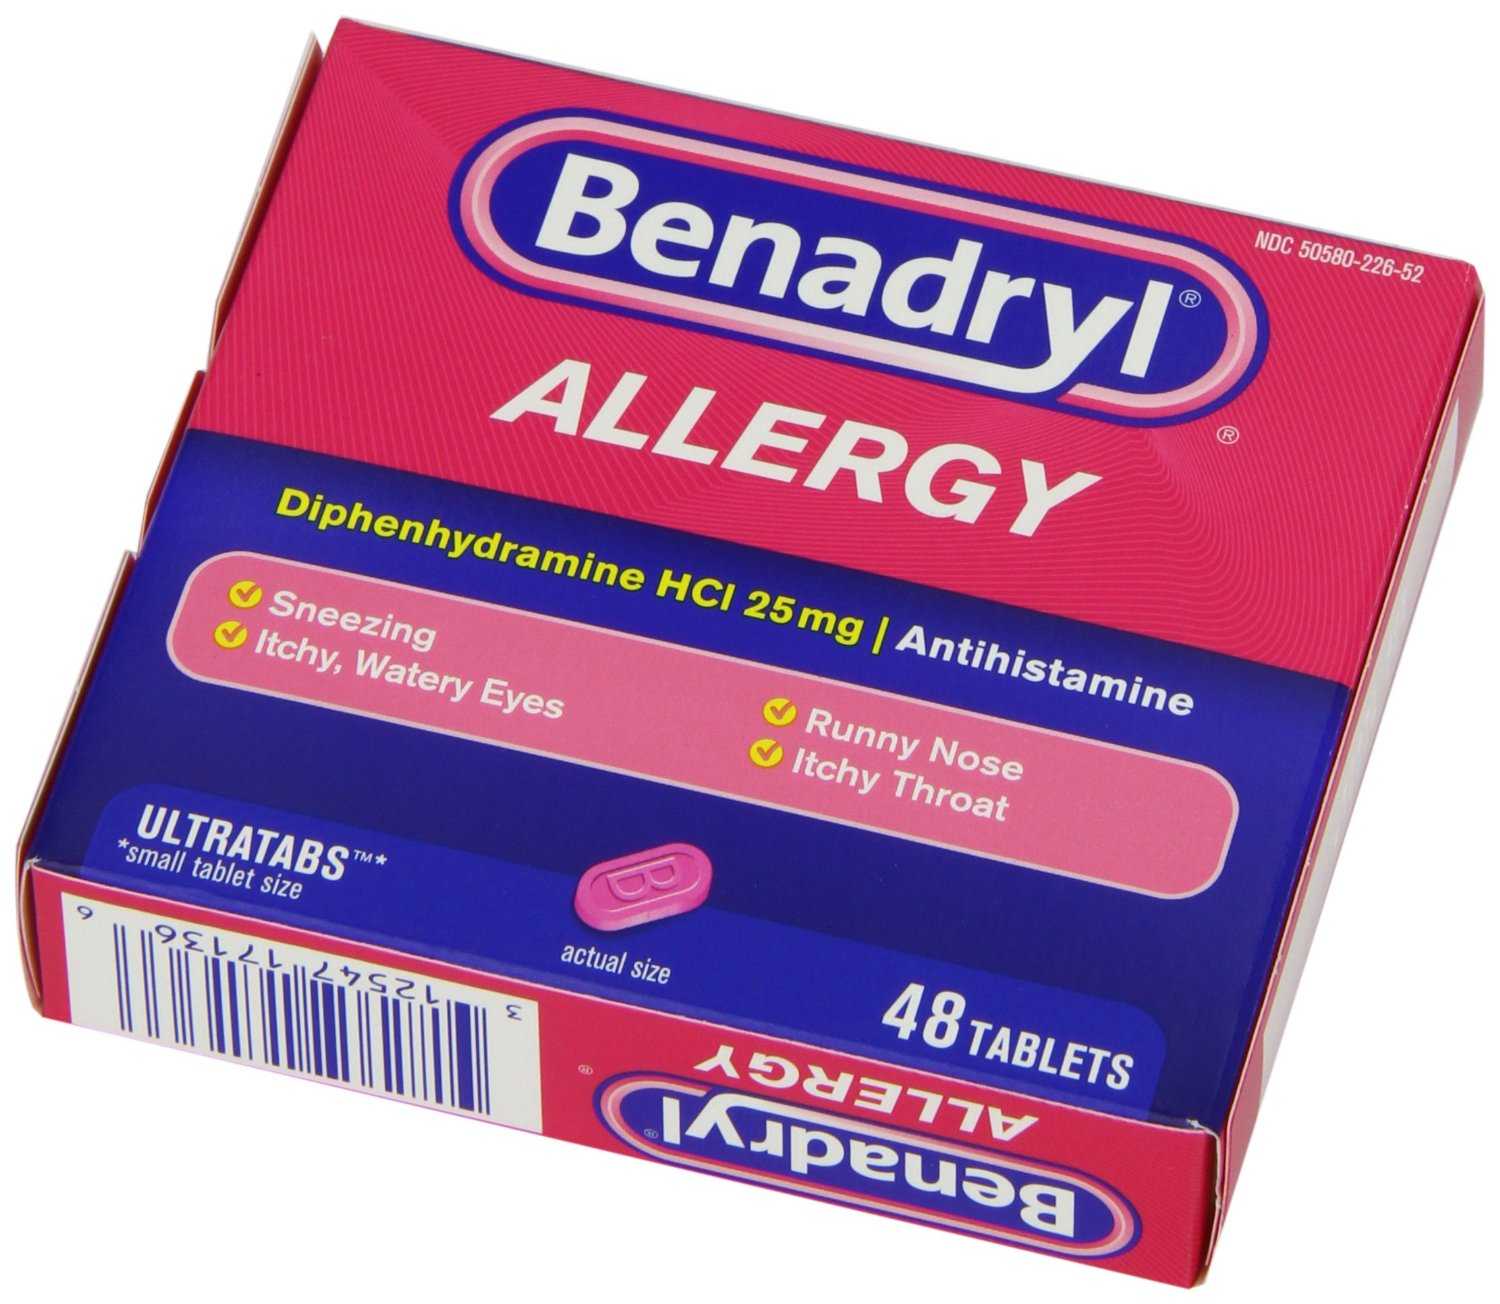 Benadryl®
NDC 50580-226-52
ALLERGY®
Diphenhydramine HCl 25mg | Antihistamine
Sneezing
Itchy, Watery Eyes
Runny Nose
Itchy Throat
ULTRATABS™*
*small tablet size
B
actual size
48 TABLETS
3 12547 17136 6
Benadryl®
ALLERGY®